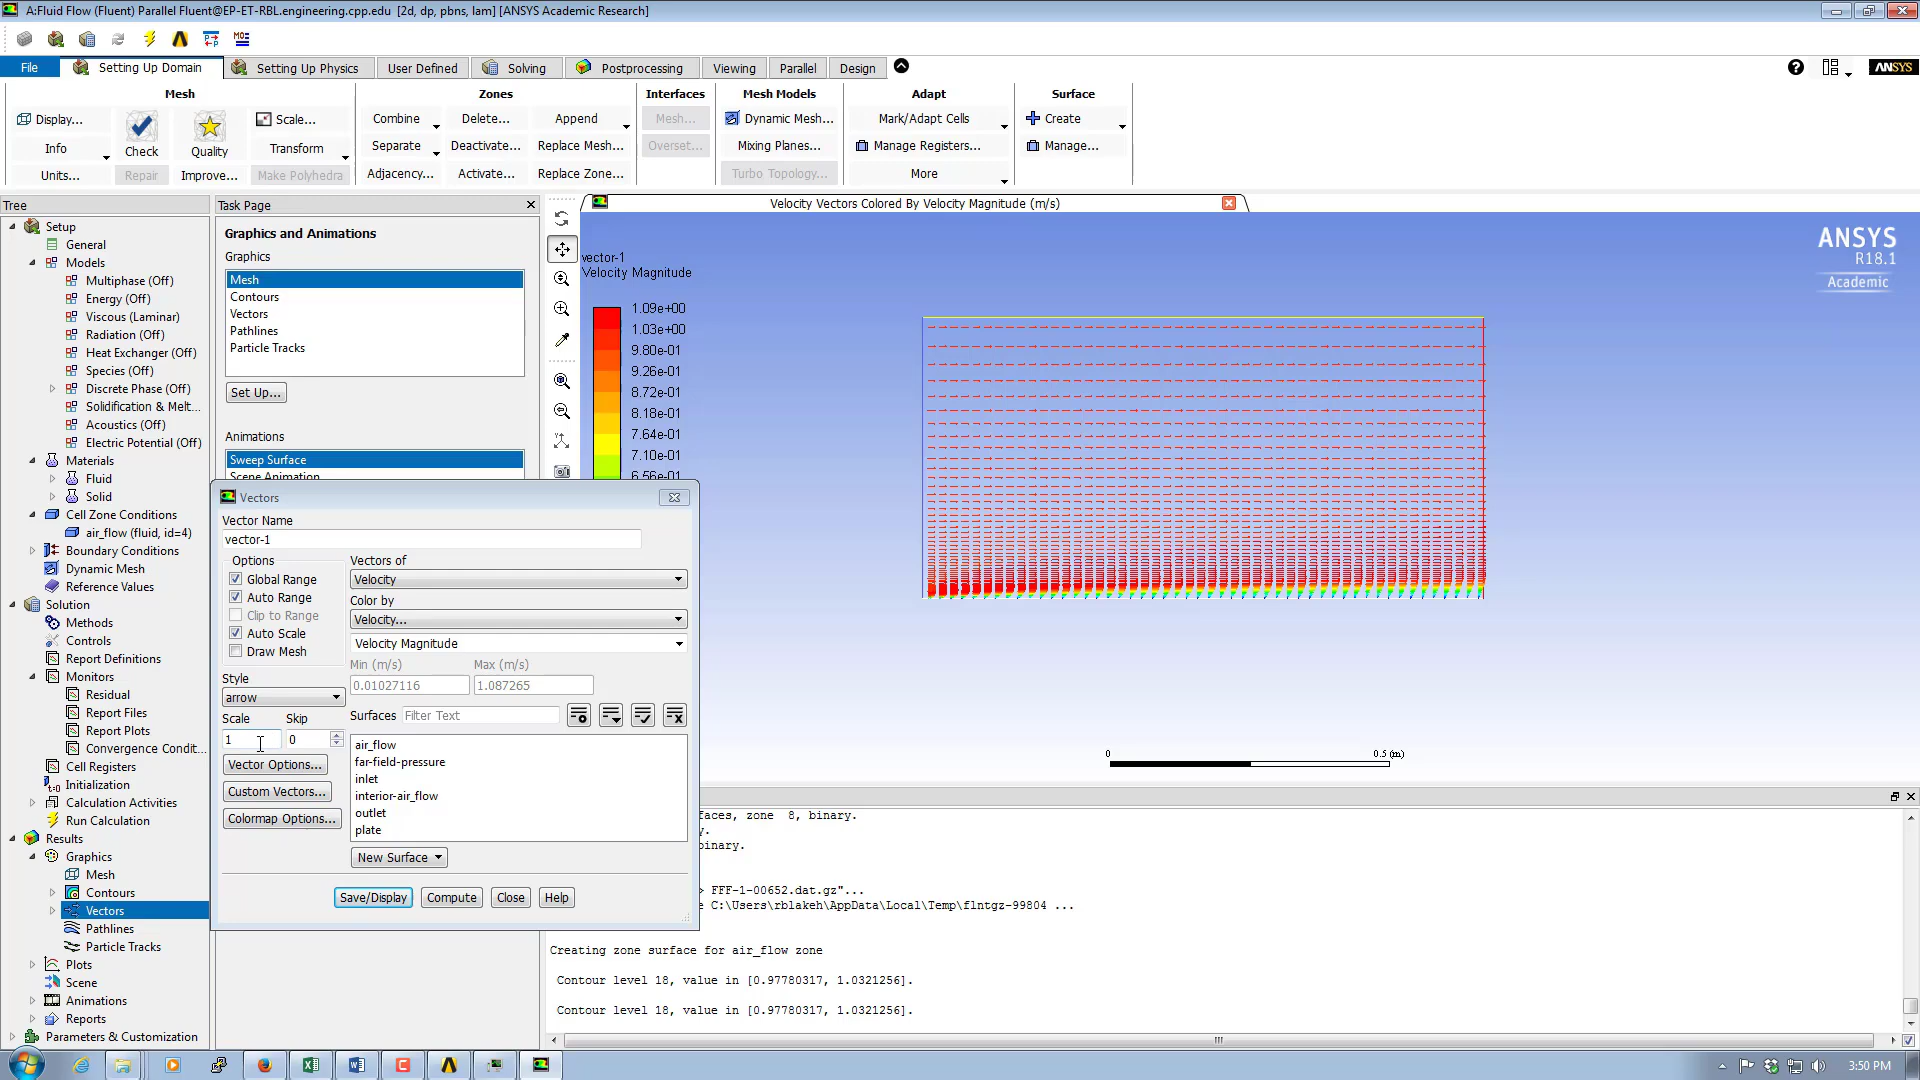 A:Fluid Flow (Fluent) Parallel Fluent@EP-ET-RBL.engineering.cpp.edu [2d, dp, pbns, lam] [ANSYS Academic Research]
File
Setting Up Domain
Setting Up Physics
User Defined
Solving
Postprocessing
Viewing
Parallel
Design
ANSYS
Mesh
Zones
Interfaces
Mesh Models
Adapt
Surface
Display...
Scale...
Combine
Delete...
Append
Mesh...
Dynamic Mesh...
Mark/Adapt Cells
Create
Info
Check
Quality
Transform
Separate
Deactivate...
Replace Mesh...
Overset...
Mixing Planes...
Manage Registers...
Manage...
Units...
Repair
Improve...
Make Polyhedra
Adjacency...
Activate...
Replace Zone...
Turbo Topology...
More
Tree
Setup
General
Models
Multiphase (Off)
Energy (Off)
Viscous (Laminar)
Radiation (Off)
Heat Exchanger (Off)
Species (Off)
Discrete Phase (Off)
Solidification & Melt...
Acoustics (Off)
Electric Potential (Off)
Materials
Fluid
Solid
Cell Zone Conditions
air_flow (fluid, id=4)
Boundary Conditions
Dynamic Mesh
Reference Values
Solution
Methods
Controls
Report Definitions
Monitors
Residual
Report Files
Report Plots
Convergence Condit...
Cell Registers
Initialization
Calculation Activities
Run Calculation
Results
Graphics
Mesh
Contours
Vectors
Pathlines
Particle Tracks
Plots
Scene
Animations
Reports
Parameters & Customization
Task Page
Graphics and Animations
Graphics
Mesh
Contours
Vectors
Pathlines
Particle Tracks
Set Up...
Animations
Sweep Surface
Scene Animation
Vectors
Vector Name
vector-1
Options
Global Range
Auto Range
Clip to Range
Auto Scale
Draw Mesh
Style
arrow
Scale
Skip
1
0
Vector Options...
Custom Vectors...
Colormap Options...
Vectors of
Velocity
Color by
Velocity...
Velocity Magnitude
Min (m/s)
Max (m/s)
0.01027116
1.087265
Surfaces
Filter Text
air_flow
far-field-pressure
inlet
interior-air_flow
outlet
plate
New Surface
Save/Display
Compute
Close
Help
Velocity Vectors Colored By Velocity Magnitude (m/s)
vector-1
Velocity Magnitude
1.09e+00
1.03e+00
9.80e-01
9.26e-01
8.72e-01
8.18e-01
7.64e-01
7.10e-01
6.56e-01
ANSYS
R18.1
Academic
0
0.5 (m)
faces, zone 8, binary.
y.
binary.
> FFF-1-00652.dat.gz"...
e C:\Users\rblakeh\AppData\Local\Temp\flntgz-99804 ...
Creating zone surface for air_flow zone
Contour level 18, value in [0.97780317, 1.0321256].
Contour level 18, value in [0.97780317, 1.0321256].
3:50 PM